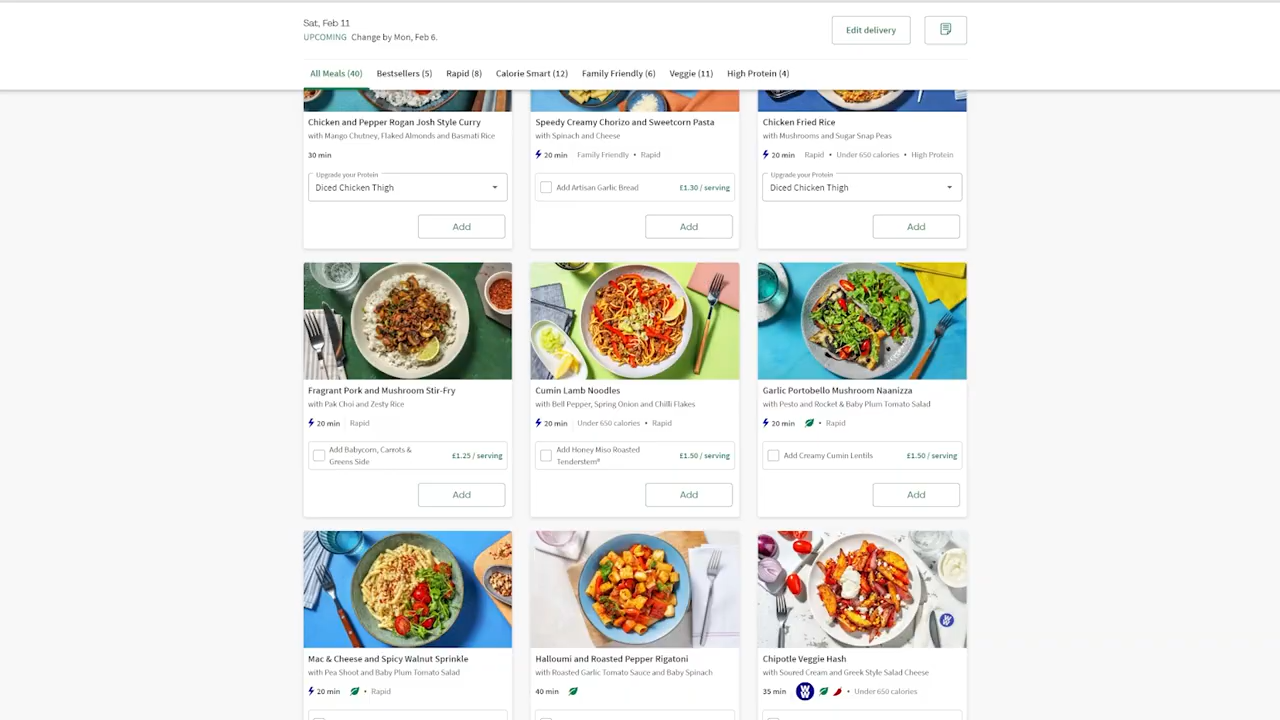 Sat, Feb 11
UPCOMING Change by Mon, Feb 6.
Edit delivery
All Meals (40) Bestsellers (5) Rapid (8) Calorie Smart (12) Family Friendly (6) Veggie (11) High Protein (4)
Chicken and Pepper Rogan Josh Style Curry
with Mango Chutney, Flaked Almonds and Basmati Rice
30 min
Upgrade your Protein
Diced Chicken Thigh
Add
Speedy Creamy Chorizo and Sweetcorn Pasta
with Spinach and Cheese
20 min Family Friendly • Rapid
Add Artisan Garlic Bread £1.30 / serving
Add
Chicken Fried Rice
with Mushrooms and Sugar Snap Peas
20 min Rapid • Under 650 calories • High Protein
Upgrade your Protein
Diced Chicken Thigh
Add
Fragrant Pork and Mushroom Stir-Fry
with Pak Choi and Zesty Rice
20 min Rapid
Add Babycorn, Carrots &
Greens Side £1.25 / serving
Add
Cumin Lamb Noodles
with Bell Pepper, Spring Onion and Chilli Flakes
20 min Under 650 calories • Rapid
Add Honey Miso Roasted
Tenderstem® £1.50 / serving
Add
Garlic Portobello Mushroom Naanizza
with Pesto and Rocket & Baby Plum Tomato Salad
20 min • Rapid
Add Creamy Cumin Lentils £1.50 / serving
Add
Mac & Cheese and Spicy Walnut Sprinkle
with Pea Shoot and Baby Plum Tomato Salad
20 min • Rapid
Halloumi and Roasted Pepper Rigatoni
with Roasted Garlic Tomato Sauce and Baby Spinach
40 min
Chipotle Veggie Hash
with Soured Cream and Greek Style Salad Cheese
35 min WW • Under 650 calories